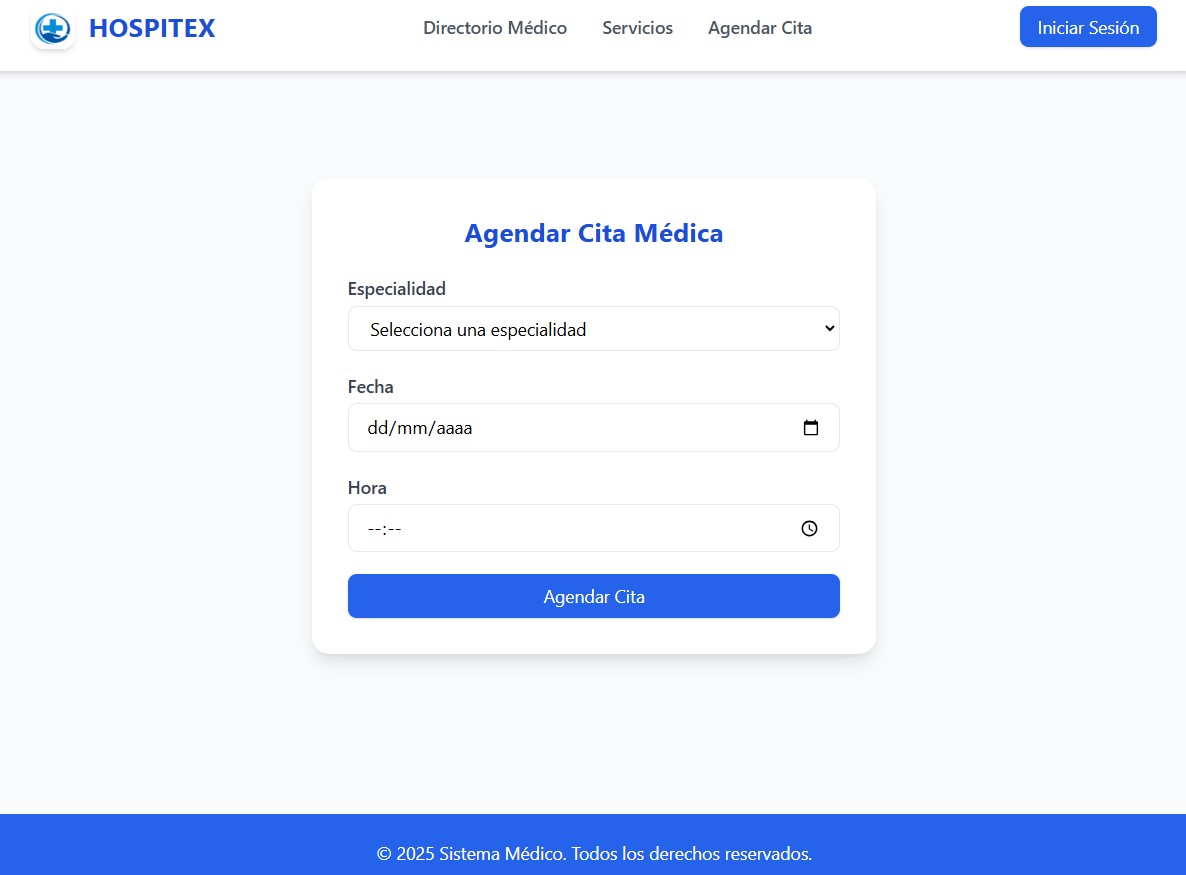 HOSPITEX
Directorio Médico
Servicios
Agendar Cita
Iniciar Sesión
Agendar Cita Médica
Especialidad
Selecciona una especialidad
Fecha
dd/mm/aaaa
Hora
--:--
Agendar Cita
© 2025 Sistema Médico. Todos los derechos reservados.